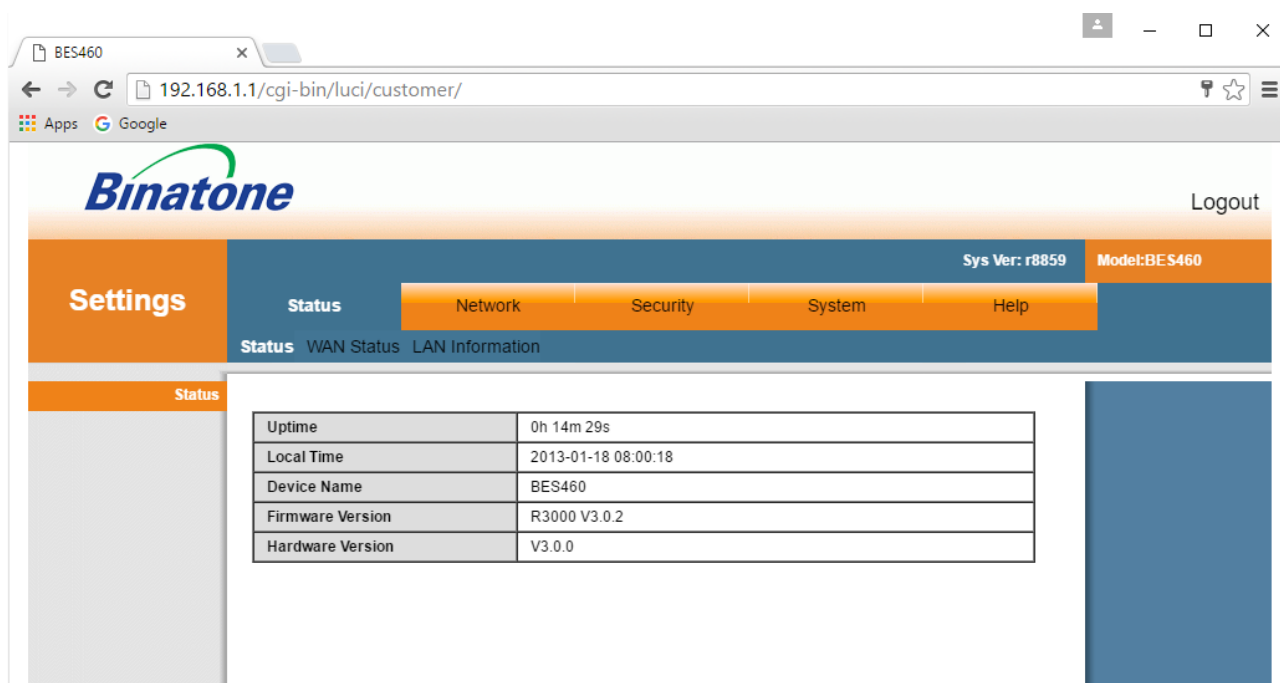 BES460
192.168.1.1/cgi-bin/luci/customer/
Apps Google
Binatone
Logout
Sys Ver: r8859 Model:BES460
Settings
Status Network Security System Help
Status WAN Status LAN Information
Status
Uptime 0h 14m 29s
Local Time 2013-01-18 08:00:18
Device Name BES460
Firmware Version R3000 V3.0.2
Hardware Version V3.0.0